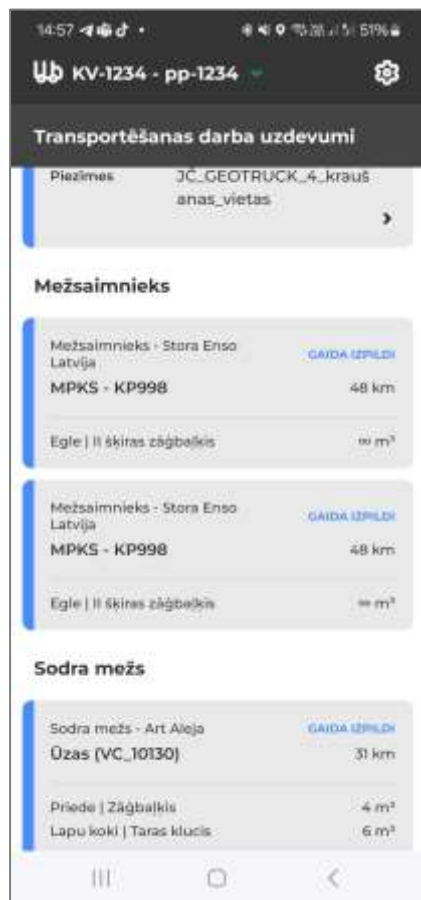 14:57
51%
KV-1234 - pp-1234
Transportēšanas darba uzdevumi
Piezīmes JČ_GEOTRUCK_4_krauš
anas_vietas
Mežsaimnieks
Mežsaimnieks - Stora Enso
Latvija
GAIDA IZPILDI
MPKS - KP998 48 km
Egle | II šķiras zāģbaļķis ∞ m³
Mežsaimnieks - Stora Enso
Latvija
GAIDA IZPILDI
MPKS - KP998 48 km
Egle | II šķiras zāģbaļķis ∞ m³
Sodra mežs
Sodra mežs - Art Aleja GAIDA IZPILDI
Ūzas (VC_10130) 31 km
Priede | Zāģbaļķis 4 m³
Lapu koki | Taras klucis 6 m³